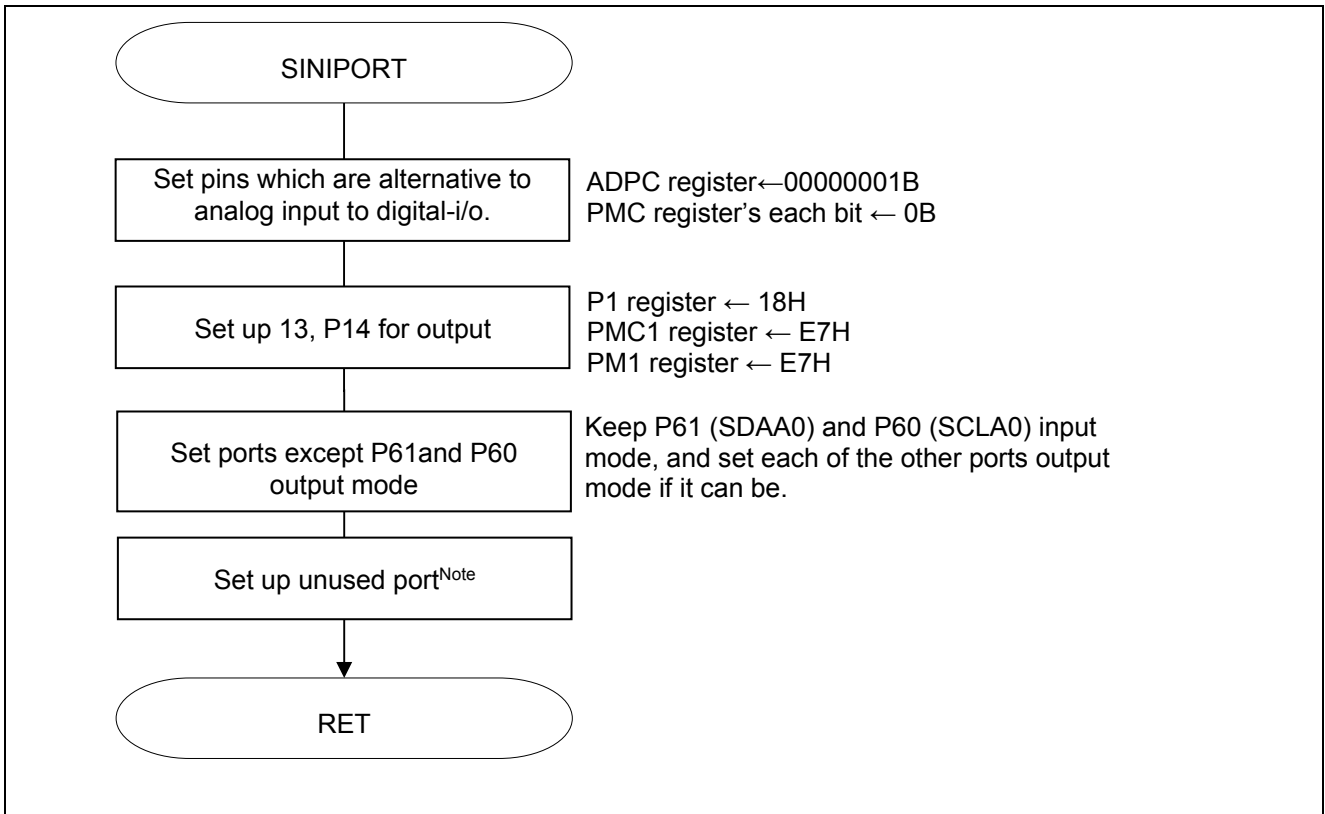 SINIPORT
Set pins which are alternative to
analog input to digital-i/o.
ADPC register←00000001B
PMC register's each bit ← 0B
Set up 13, P14 for output
P1 register ← 18H
PMC1 register ← E7H
PM1 register ← E7H
Set ports except P61and P60
output mode
Keep P61 (SDAA0) and P60 (SCLA0) input
mode, and set each of the other ports output
mode if it can be.
Set up unused portNote
RET